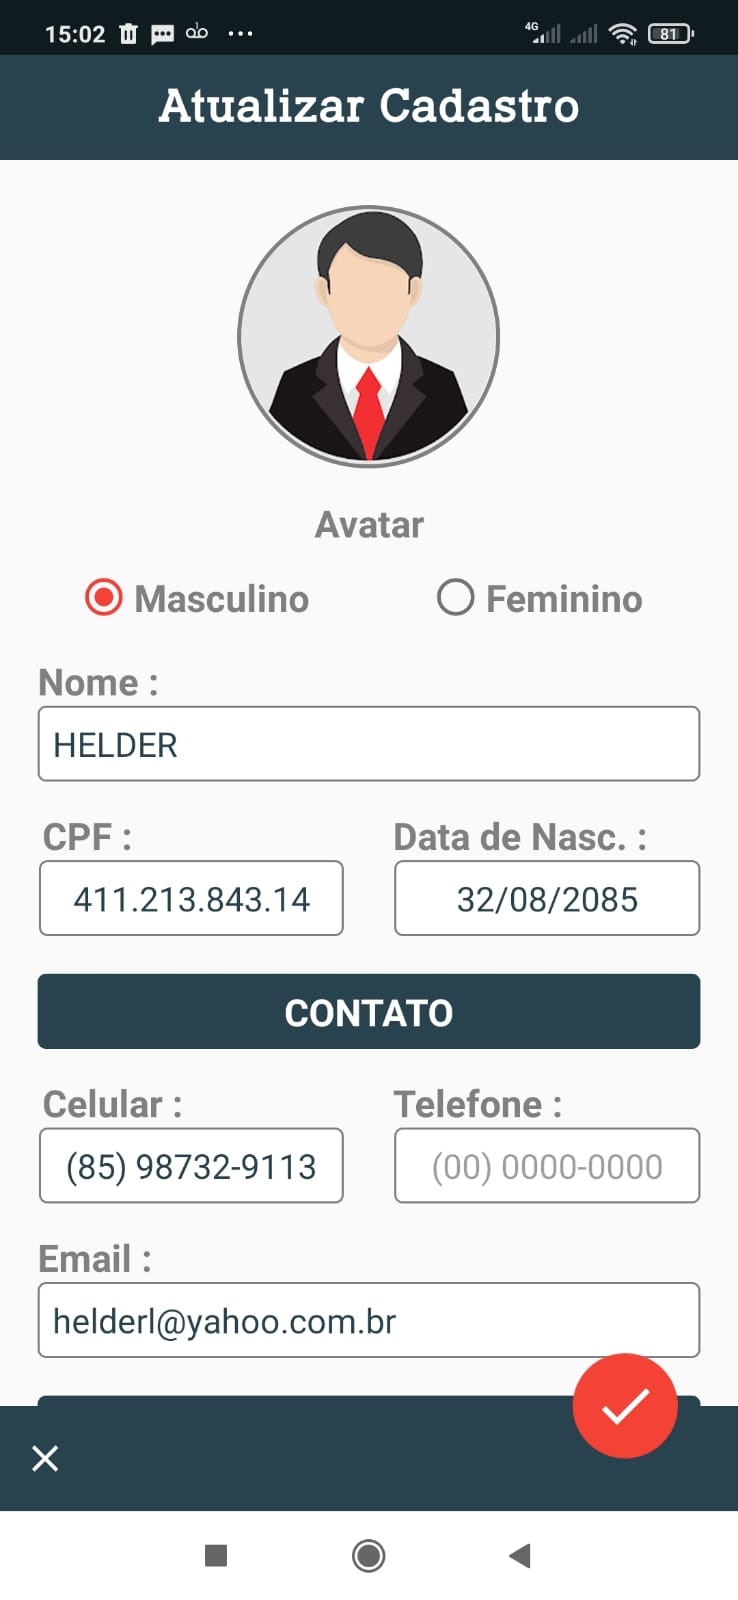 15:02 4G 81
Atualizar Cadastro
Avatar
Masculino Feminino
Nome :
HELDER
CPF : Data de Nasc. :
411.213.843.14 32/08/2085
CONTATO
Celular : Telefone :
(85) 98732-9113 (00) 0000-0000
Email :
helderl@yahoo.com.br